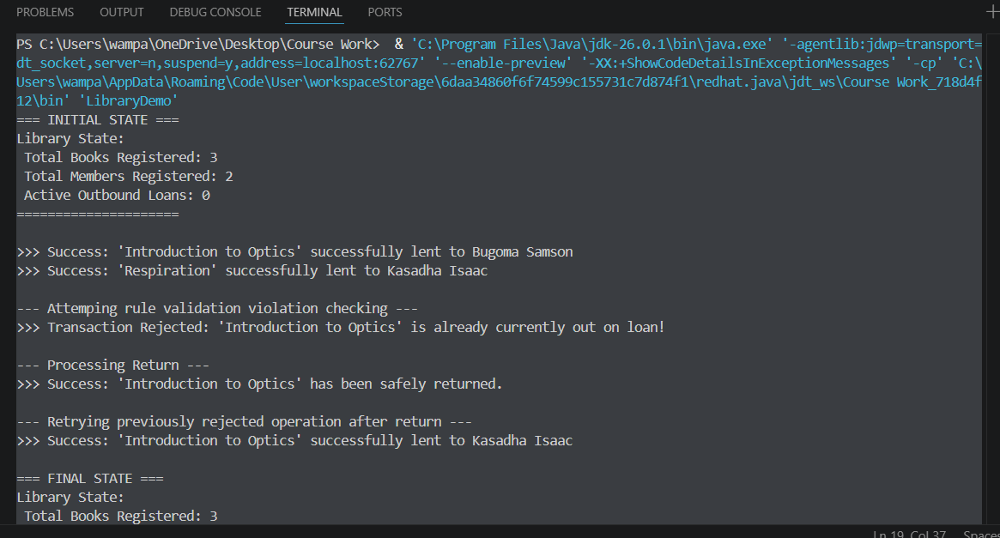 PROBLEMS OUTPUT DEBUG CONSOLE TERMINAL PORTS
PS C:\Users\wampa\OneDrive\Desktop\Course Work>  & 'C:\Program Files\Java\jdk-26.0.1\bin\java.exe' '-agentlib:jdwp=transport=
dt_socket,server=n,suspend=y,address=localhost:62767' '--enable-preview' '-XX:+ShowCodeDetailsInExceptionMessages' '-cp' 'C:\
Users\wampa\AppData\Roaming\Code\User\workspaceStorage\6daa34860f6f74599c155731c7d874f1\redhat.java\jdt_ws\Course Work_718d4f
12\bin' 'LibraryDemo'
=== INITIAL STATE ===
Library State:
 Total Books Registered: 3
 Total Members Registered: 2
 Active Outbound Loans: 0
=====================
>>> Success: 'Introduction to Optics' successfully lent to Bugoma Samson
>>> Success: 'Respiration' successfully lent to Kasadha Isaac
--- Attemping rule validation violation checking ---
>>> Transaction Rejected: 'Introduction to Optics' is already currently out on loan!
--- Processing Return ---
>>> Success: 'Introduction to Optics' has been safely returned.
--- Retrying previously rejected operation after return ---
>>> Success: 'Introduction to Optics' successfully lent to Kasadha Isaac
=== FINAL STATE ===
Library State:
 Total Books Registered: 3
Ln 19, Col 37 Spaces